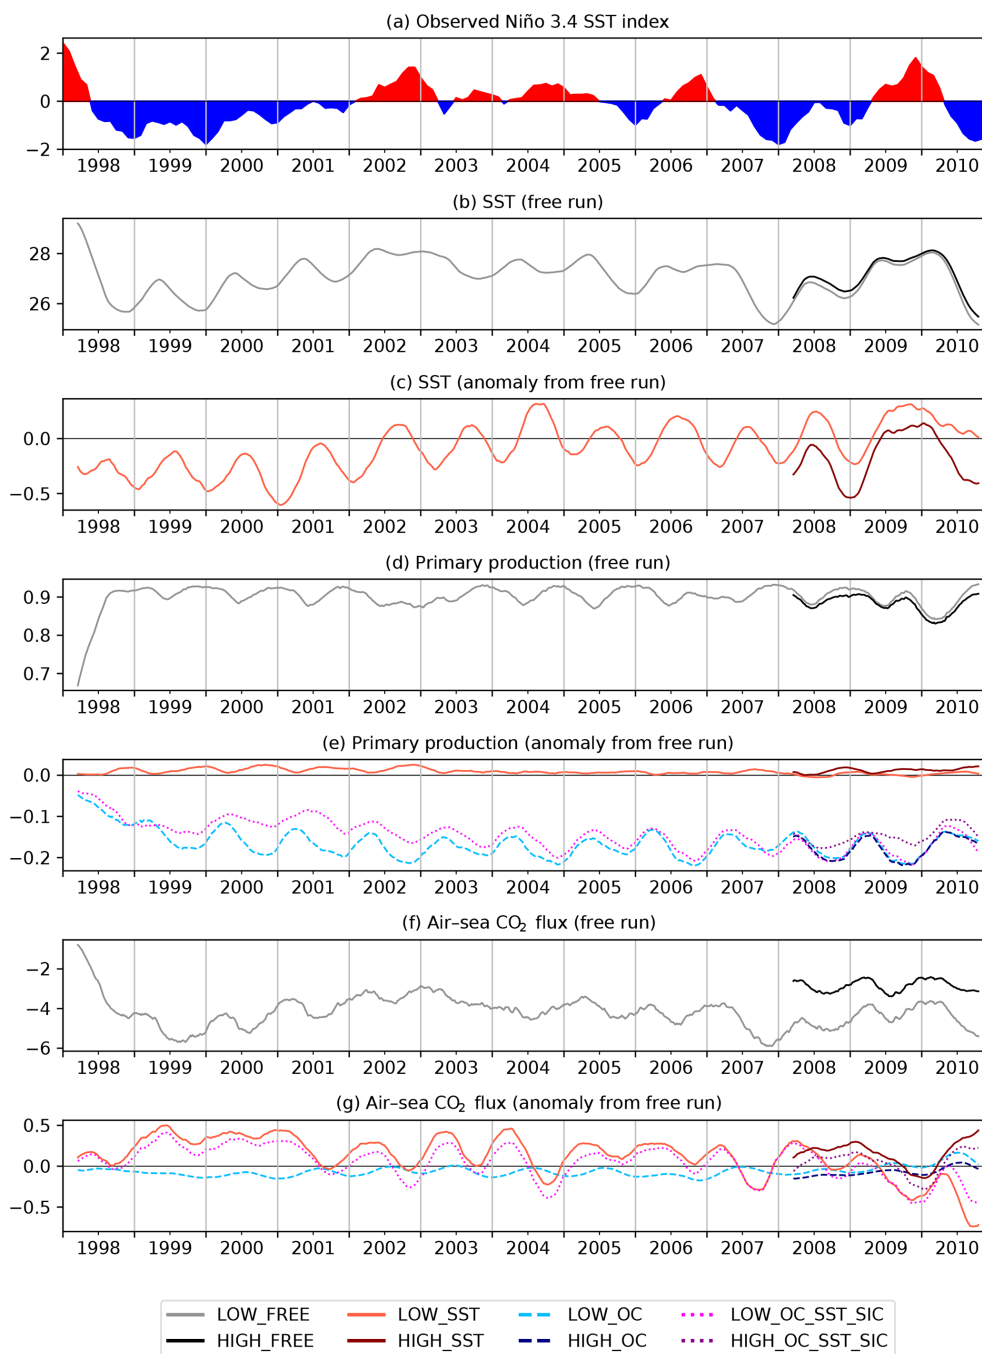 (a) Observed Niño 3.4 SST index
2
0
−2
1998 1999 2000 2001 2002 2003 2004 2005 2006 2007 2008 2009 2010
(b) SST (free run)
28
26
1998 1999 2000 2001 2002 2003 2004 2005 2006 2007 2008 2009 2010
(c) SST (anomaly from free run)
0.0
−0.5
1998 1999 2000 2001 2002 2003 2004 2005 2006 2007 2008 2009 2010
(d) Primary production (free run)
0.9
0.8
0.7
1998 1999 2000 2001 2002 2003 2004 2005 2006 2007 2008 2009 2010
(e) Primary production (anomaly from free run)
0.0
−0.1
−0.2
1998 1999 2000 2001 2002 2003 2004 2005 2006 2007 2008 2009 2010
(f) Air–sea CO₂ flux (free run)
−2
−4
−6
1998 1999 2000 2001 2002 2003 2004 2005 2006 2007 2008 2009 2010
(g) Air–sea CO₂ flux (anomaly from free run)
0.5
0.0
−0.5
1998 1999 2000 2001 2002 2003 2004 2005 2006 2007 2008 2009 2010
LOW_FREE LOW_SST LOW_OC LOW_OC_SST_SIC
HIGH_FREE HIGH_SST HIGH_OC HIGH_OC_SST_SIC